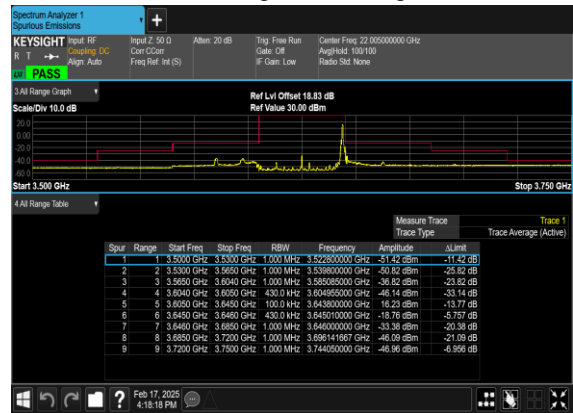 Spectrum Analyzer 1
Spurious Emissions
+
KEYSIGHT Input: RF Input Z: 50 Ω Atten: 20 dB Trig: Free Run Center Freq: 22.005000000 GHz
R T Coupling: DC Corr CCorr Gate: Off Avg|Hold: 100/100
Align: Auto Freq Ref: Int (S) IF Gain: Low Radio Std: None
PASS
3 All Range Graph
Ref Lvl Offset 18.83 dB
Scale/Div 10.0 dB Ref Value 30.00 dBm
20.0
0.00
-20.0
-40.0
-60.0
Start 3.500 GHz Stop 3.750 GHz
4 All Range Table
Measure Trace Trace 1
Trace Type Trace Average (Active)
Spur Range Start Freq Stop Freq RBW Frequency Amplitude ΔLimit
1 1 3.5000 GHz 3.5300 GHz 1.000 MHz 3.522800000 GHz -51.42 dBm -11.42 dB
2 2 3.5300 GHz 3.5650 GHz 1.000 MHz 3.539800000 GHz -50.82 dBm -25.82 dB
3 3 3.5650 GHz 3.6040 GHz 1.000 MHz 3.585085000 GHz -36.82 dBm -23.82 dB
4 4 3.6040 GHz 3.6050 GHz 430.0 kHz 3.604955000 GHz -46.14 dBm -33.14 dB
5 5 3.6050 GHz 3.6450 GHz 100.0 kHz 3.643800000 GHz 16.23 dBm -13.77 dB
6 6 3.6450 GHz 3.6460 GHz 430.0 kHz 3.645010000 GHz -18.76 dBm -5.757 dB
7 7 3.6460 GHz 3.6850 GHz 1.000 MHz 3.646000000 GHz -33.38 dBm -20.38 dB
8 8 3.6850 GHz 3.7200 GHz 1.000 MHz 3.696141667 GHz -46.09 dBm -21.09 dB
9 9 3.7200 GHz 3.7500 GHz 1.000 MHz 3.744050000 GHz -46.96 dBm -6.956 dB
? Feb 17, 2025
4:18:18 PM